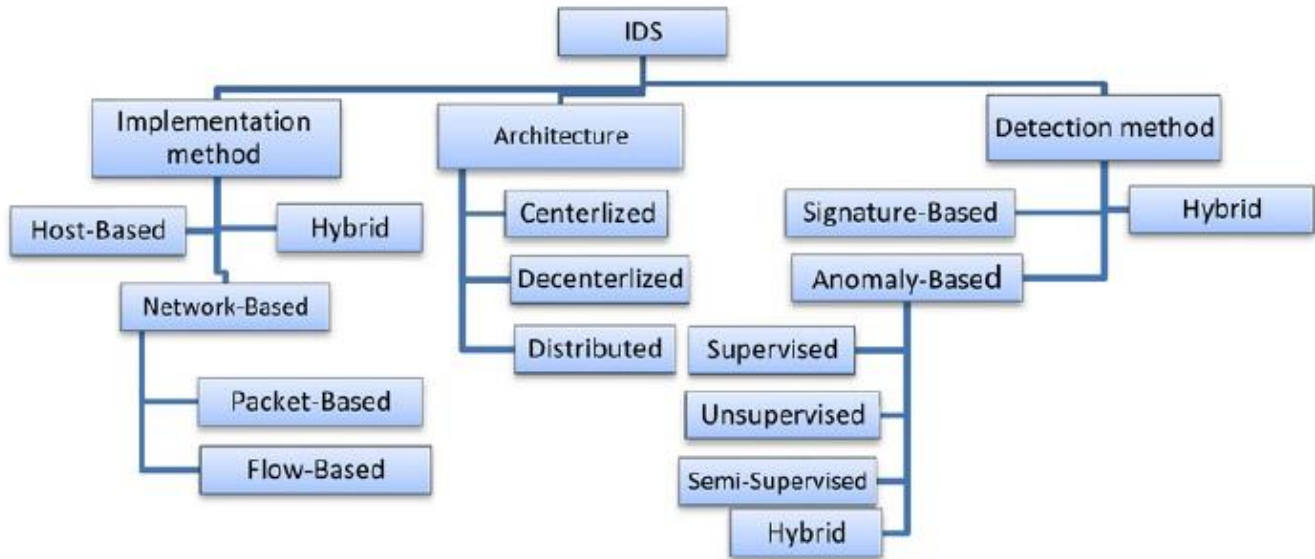 IDS
Implementation
method
Architecture
Detection method
Host-Based
Hybrid
Network-Based
Packet-Based
Flow-Based
Centerlized
Decenterlized
Distributed
Signature-Based
Hybrid
Anomaly-Based
Supervised
Unsupervised
Semi-Supervised
Hybrid